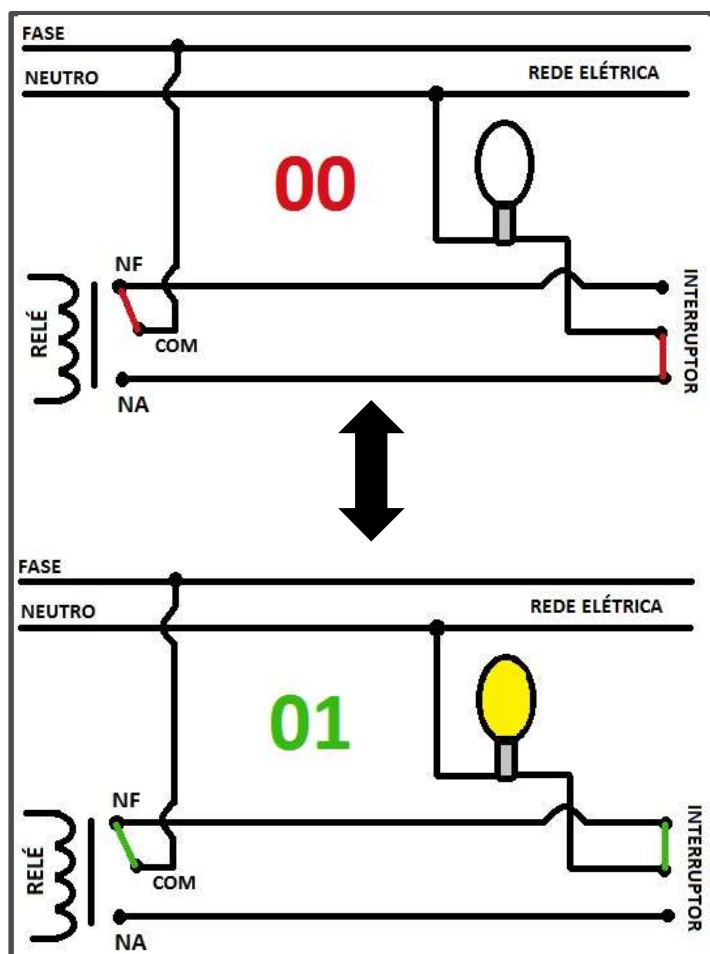 FASE
NEUTRO
REDE ELÉTRICA
00
NF
RELÉ
COM
NA
INTERRUPTOR
FASE
NEUTRO
REDE ELÉTRICA
01
NF
RELÉ
COM
NA
INTERRUPTOR